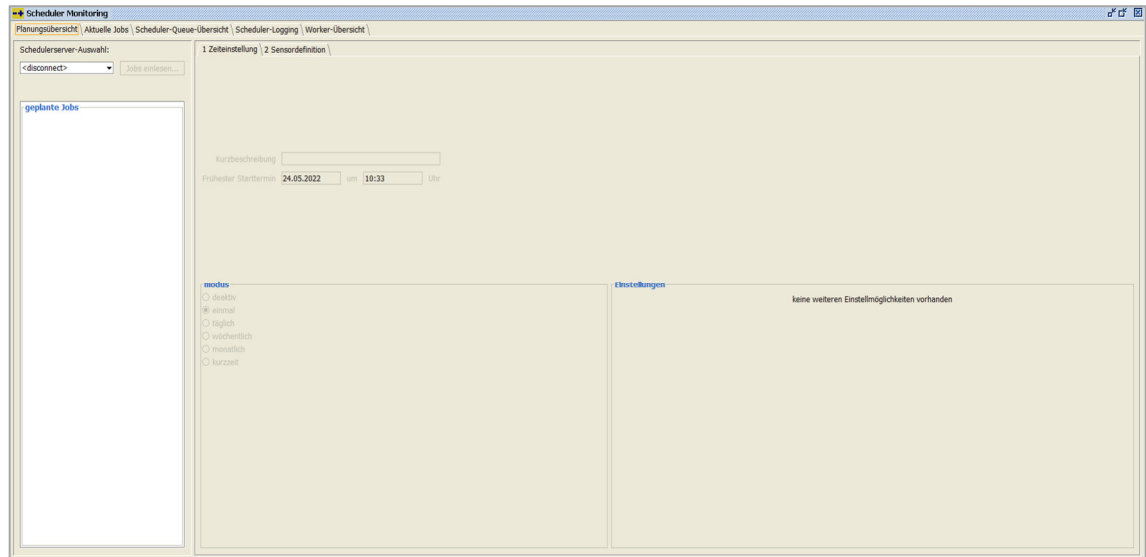 Scheduler Monitoring
Planungsübersicht Aktuelle Jobs Scheduler-Queue-Übersicht Scheduler-Logging Worker-Übersicht
Schedulerserver-Auswahl:
<disconnect> Jobs einlesen...
geplante Jobs
1 Zeiteinstellung 2 Sensordefinition
Kurzbeschreibung
Frühester Starttermin 24.05.2022 um 10:33 Uhr
modus
deaktiv
einmal
täglich
wöchentlich
monatlich
kurzzeit
Einstellungen
keine weiteren Einstellmöglichkeiten vorhanden